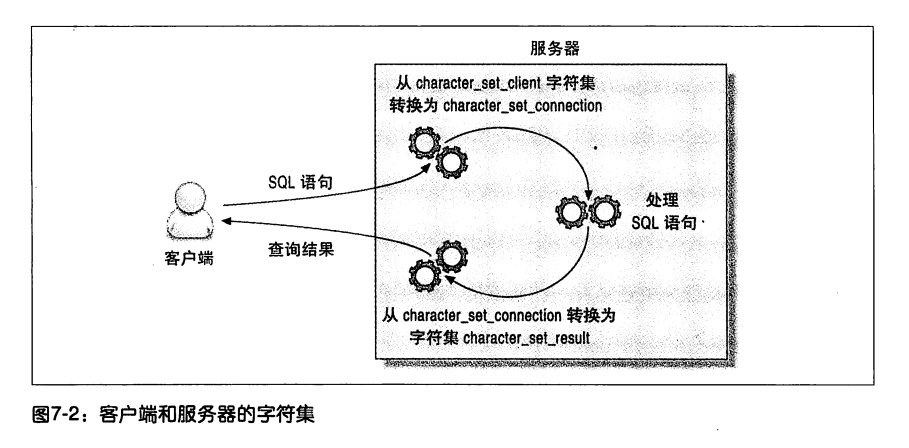 服务器
从 character_set_client 字符集
转换为 character_set_connection
SQL 语句
处理
SQL 语句
客户端
查询结果
从 character_set_connection 转换为
字符集 character_set_result
图7-2：客户端和服务器的字符集